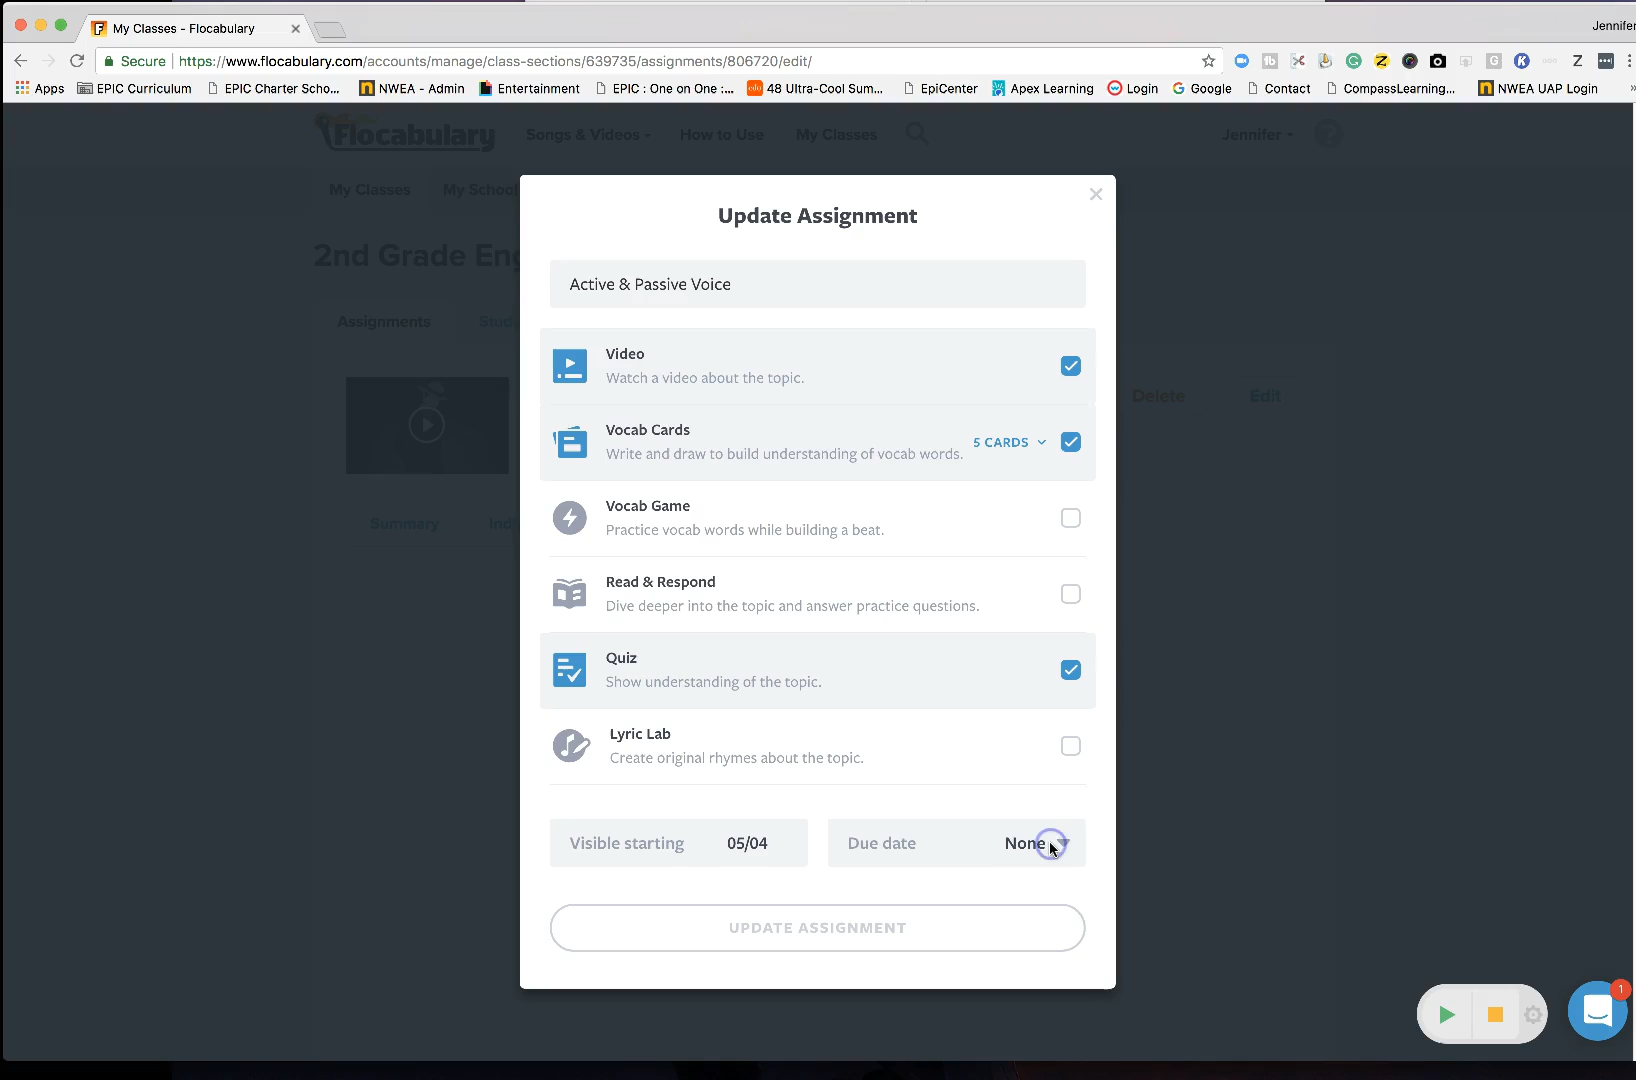 My Classes - Flocabulary
Jennifer
Secure | https://www.flocabulary.com/accounts/manage/class-sections/639735/assignments/806720/edit/
Apps EPIC Curriculum EPIC Charter Scho... NWEA - Admin Entertainment EPIC : One on One :... 48 Ultra-Cool Sum... EpiCenter Apex Learning Login Google Contact CompassLearning... NWEA UAP Login »
Flocabulary Songs & Videos How to Use My Classes Jennifer ?
My Classes My School
2nd Grade Eng
Assignments Stud
Delete Edit
Summary Ind
Update Assignment
Active & Passive Voice
Video
Watch a video about the topic.
Vocab Cards
Write and draw to build understanding of vocab words.
5 CARDS
Vocab Game
Practice vocab words while building a beat.
Read & Respond
Dive deeper into the topic and answer practice questions.
Quiz
Show understanding of the topic.
Lyric Lab
Create original rhymes about the topic.
Visible starting 05/04 Due date None
UPDATE ASSIGNMENT
1